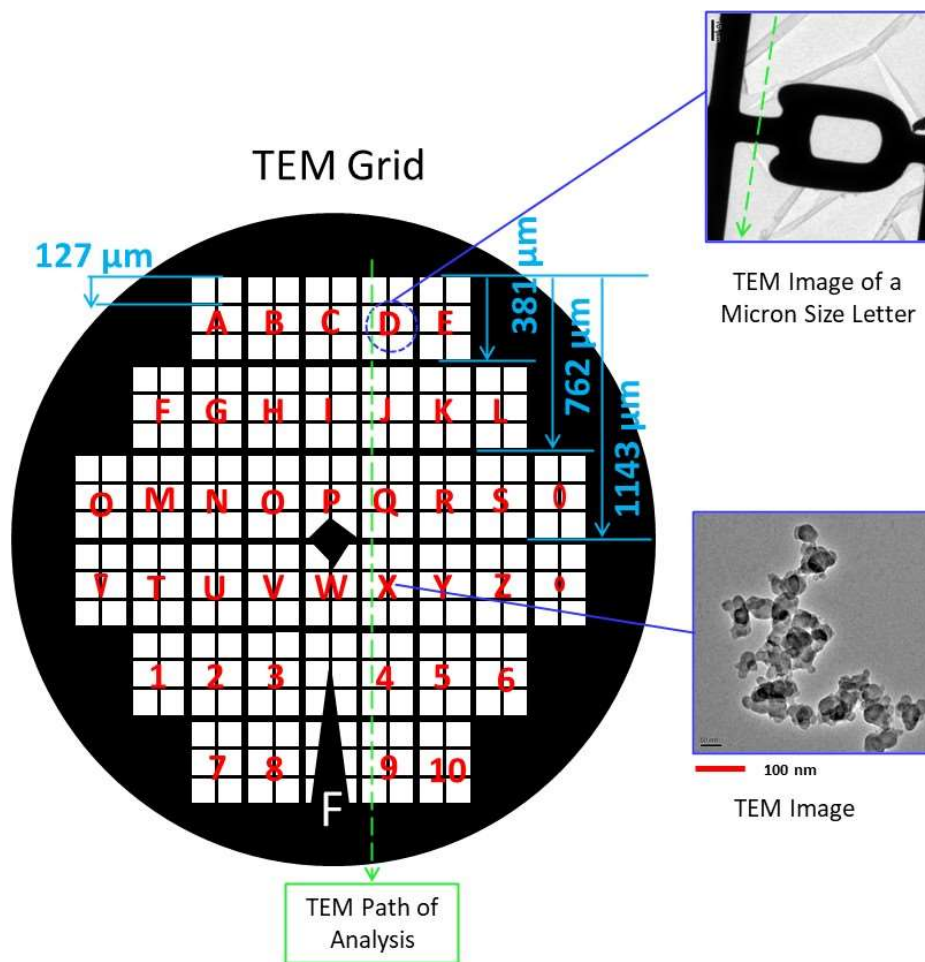 TEM Grid
127 µm
381 µm
762 µm
1143 µm
A B C D E
F G H I J K L
O M N O P Q R S 0
T U V W X Y Z
1 2 3 4 5 6
7 8 9 10
F
TEM Image of a
Micron Size Letter
100 nm
TEM Image
TEM Path of
Analysis